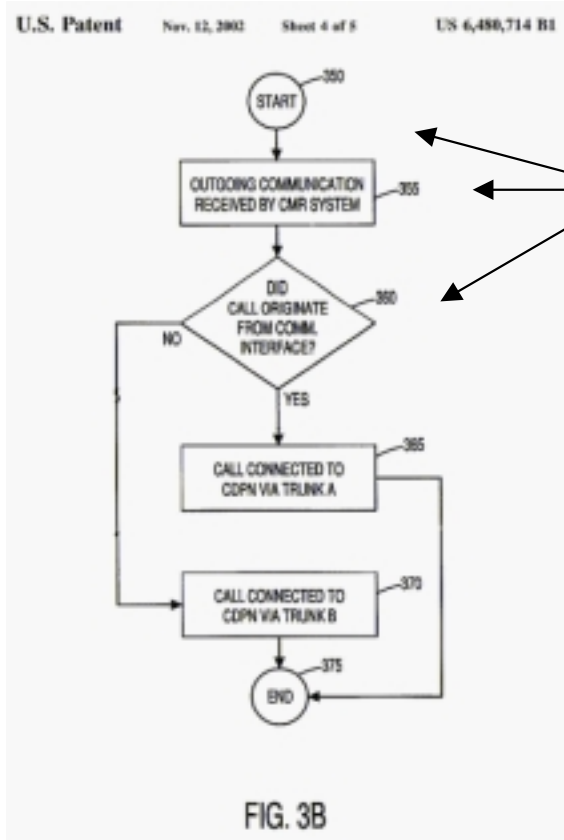 U.S. Patent Nov. 12, 2002 Sheet 4 of 5 US 6,480,714 B1
350
START
OUTGOING COMMUNICATION
RECEIVED BY CMR SYSTEM
355
DID
CALL ORIGINATE
FROM COMM.
INTERFACE?
360
NO
YES
365
CALL CONNECTED TO
CDPN VIA TRUNK A
370
CALL CONNECTED TO
CDPN VIA TRUNK B
375
END
FIG. 3B